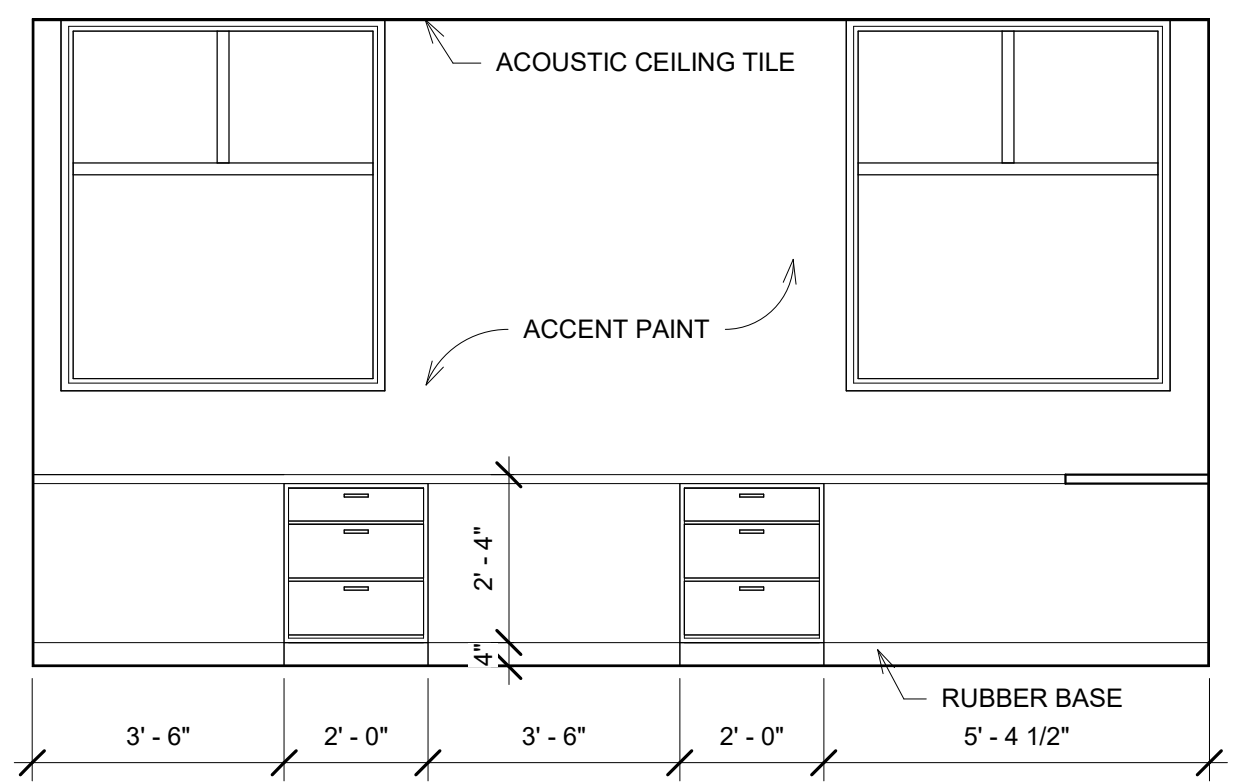 ACOUSTIC CEILING TILE
ACCENT PAINT
2' - 4"
4"
RUBBER BASE
3' - 6"
2' - 0"
3' - 6"
2' - 0"
5' - 4 1/2"